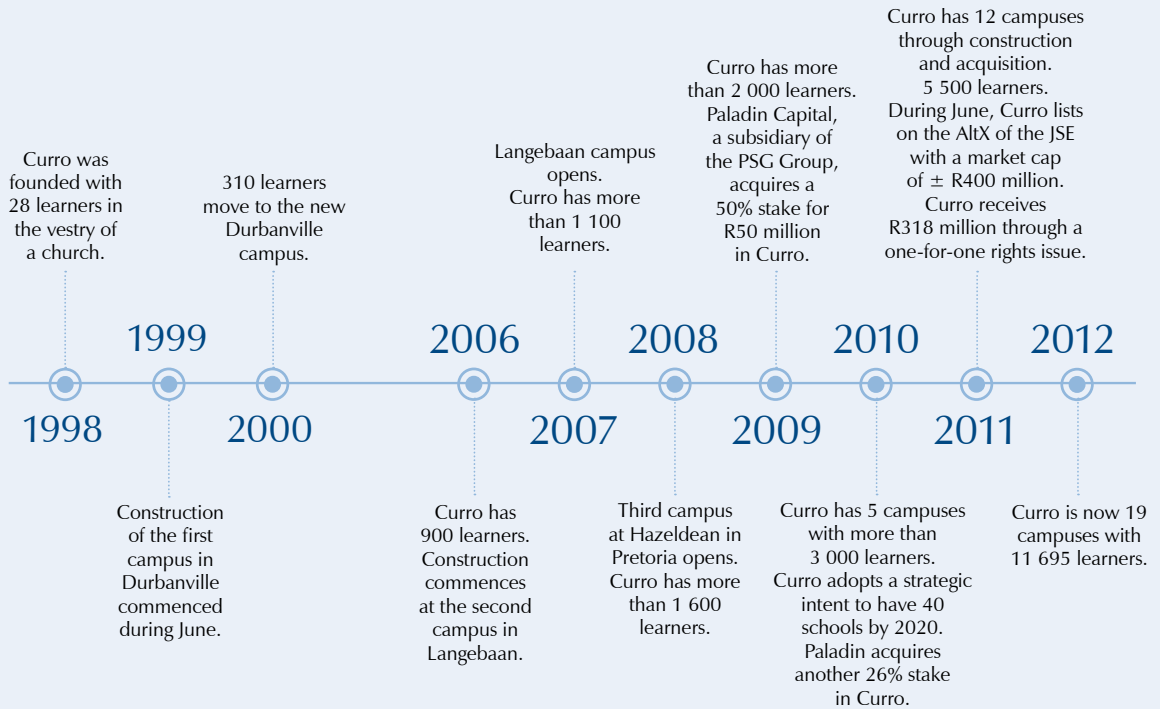 Curro was
founded with
28 learners in
the vestry of
a church.
1998
1999
Construction
of the first
campus in
Durbanville
commenced
during June.
310 learners
move to the new
Durbanville
campus.
2000
2006
Curro has
900 learners.
Construction
commences
at the second
campus in
Langebaan.
Langebaan campus
opens.
Curro has more
than 1 100
learners.
2007
2008
Third campus
at Hazeldean in
Pretoria opens.
Curro has more
than 1 600
learners.
Curro has more
than 2 000 learners.
Paladin Capital,
a subsidiary of
the PSG Group,
acquires a
50% stake for
R50 million
in Curro.
2009
2010
Curro has 5 campuses
with more than
3 000 learners.
Curro adopts a strategic
intent to have 40
schools by 2020.
Paladin acquires
another 26% stake
in Curro.
Curro has 12 campuses
through construction
and acquisition.
5 500 learners.
During June, Curro lists
on the AltX of the JSE
with a market cap
of ± R400 million.
Curro receives
R318 million through a
one-for-one rights issue.
2011
2012
Curro is now 19
campuses with
11 695 learners.